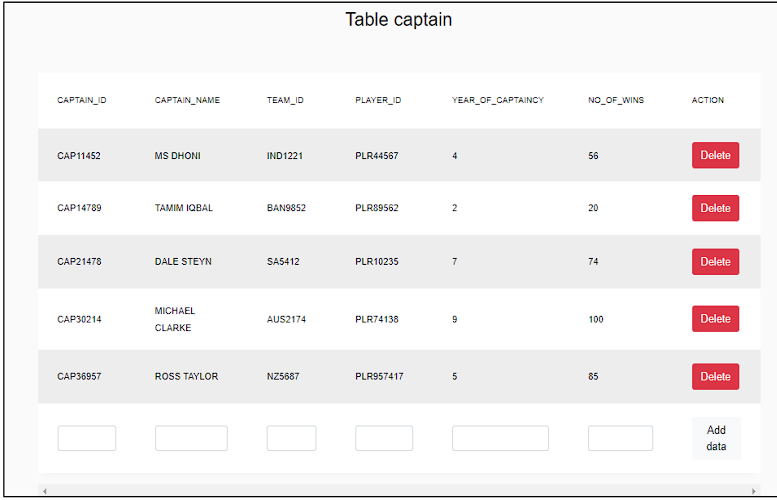 Table captain
CAPTAIN_ID CAPTAIN_NAME TEAM_ID PLAYER_ID YEAR_OF_CAPTAINCY NO_OF_WINS ACTION
CAP11452 MS DHONI IND1221 PLR44567 4 56 Delete
CAP14789 TAMIM IQBAL BAN9852 PLR89562 2 20 Delete
CAP21478 DALE STEYN SA5412 PLR10235 7 74 Delete
CAP30214 MICHAEL CLARKE AUS2174 PLR74138 9 100 Delete
CAP36957 ROSS TAYLOR NZ5687 PLR957417 5 85 Delete
Add
data